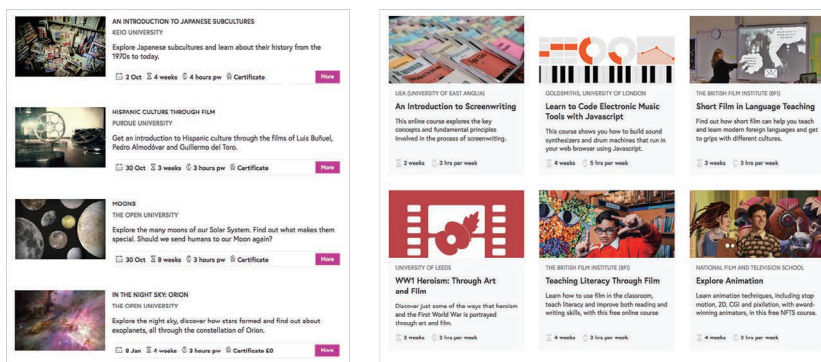 AN INTRODUCTION TO JAPANESE SUBCULTURES
KEIO UNIVERSITY
Explore Japanese subcultures and learn about their history from the
1970s to today.
2 Oct 4 weeks 4 hours pw Certificate
More
HISPANIC CULTURE THROUGH FILM
PURDUE UNIVERSITY
Get an introduction to Hispanic culture through the films of Luis Buñuel,
Pedro Almodóvar and Guillermo del Toro.
30 Oct 3 weeks 3 hours pw Certificate
More
MOONS
THE OPEN UNIVERSITY
Explore the many moons of our Solar System. Find out what makes them
special. Should we send humans to our Moon again?
30 Oct 8 weeks 3 hours pw Certificate
More
IN THE NIGHT SKY: ORION
THE OPEN UNIVERSITY
Explore the night sky, discover how stars formed and find out about
exoplanets, all through the constellation of Orion.
8 Jan 4 weeks 3 hours pw Certificate £0
More
UEA (UNIVERSITY OF EAST ANGLIA)
An Introduction to Screenwriting
This online course explores the key
concepts and fundamental principles
involved in the process of screenwriting.
2 weeks 3 hrs per week
GOLDSMITHS, UNIVERSITY OF LONDON
Learn to Code Electronic Music
Tools with Javascript
This course shows you how to build sound
synthesizers and drum machines that run in
your web browser using Javascript.
4 weeks 5 hrs per week
THE BRITISH FILM INSTITUTE (BFI)
Short Film in Language Teaching
Find out how short film can help you teach
and learn modern foreign languages and get
to grips with different cultures.
3 weeks 3 hrs per week
UNIVERSITY OF LEEDS
WW1 Heroism: Through Art
and Film
Discover just some of the ways that heroism
and the First World War is portrayed
through art and film.
2 weeks 3 hrs per week
THE BRITISH FILM INSTITUTE (BFI)
Teaching Literacy Through Film
Learn how to use film in the classroom,
teach literacy and improve both reading and
writing skills, with this free online course
4 weeks 3 hrs per week
NATIONAL FILM AND TELEVISION SCHOOL
Explore Animation
Learn animation techniques, including stop
motion, 2D, CGI and pixilation, with award-
winning animators, in this free NFTS course.
4 weeks 3 hrs per week